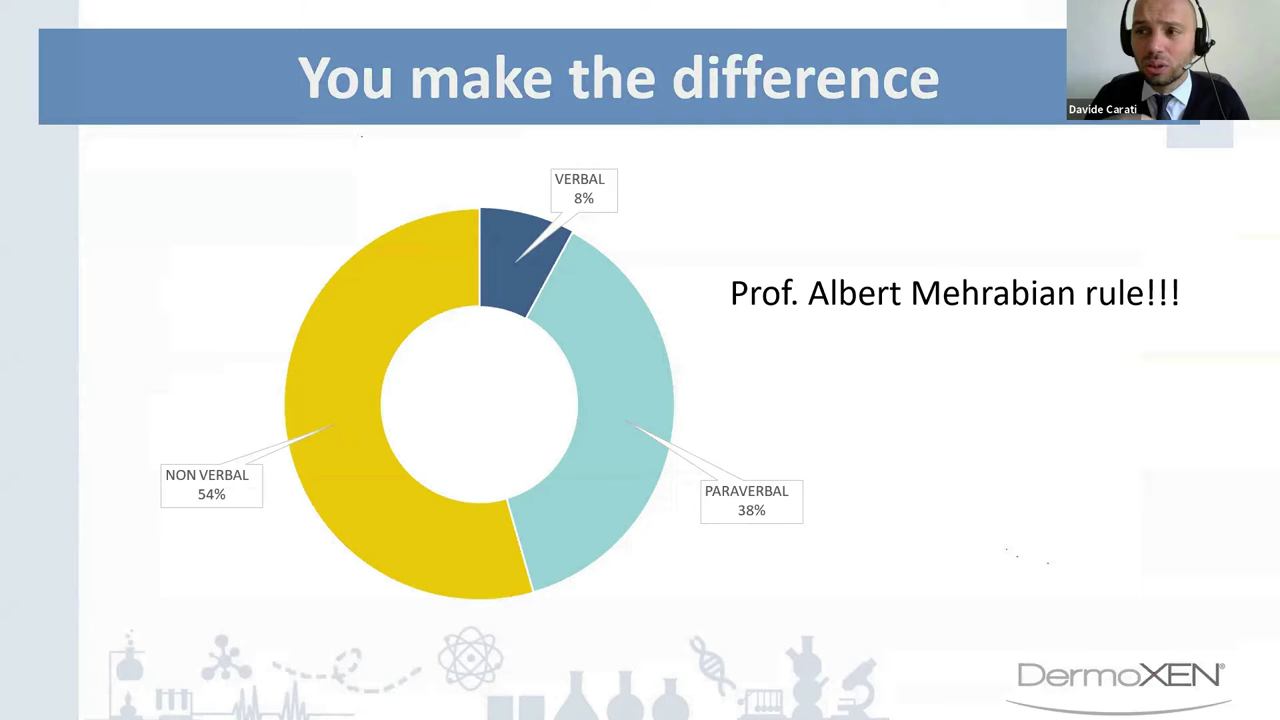 You make the difference
Davide Carati
VERBAL
8%
Prof. Albert Mehrabian rule!!!
NON VERBAL
54%
PARAVERBAL
38%
DermoXEN®